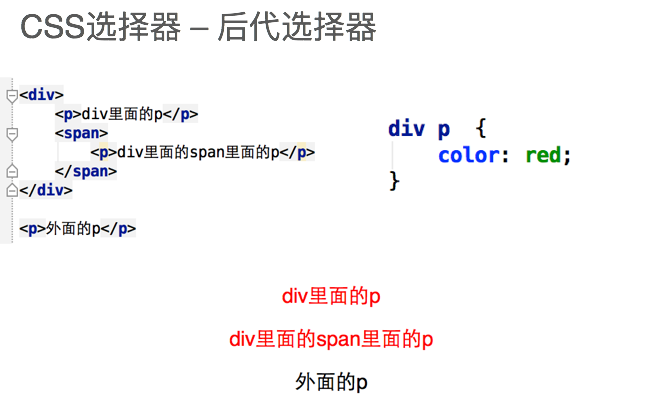 CSS选择器 – 后代选择器
<div>
<p>div里面的p</p>
<span>
<p>div里面的span里面的p</p>
</span>
</div>
<p>外面的p</p>
div p {
color: red;
}
div里面的p
div里面的span里面的p
外面的p